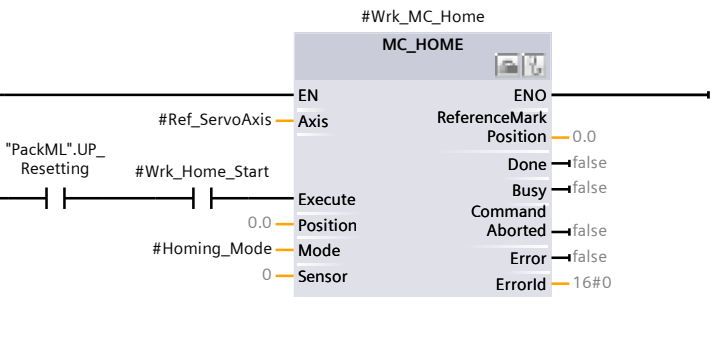 #Wrk_MC_Home
MC_HOME
EN
ENO
#Ref_ServoAxis
Axis
ReferenceMark
Position
0.0
"PackML".UP_
Resetting
#Wrk_Home_Start
Done
false
Execute
Busy
false
0.0
Position
Command
Aborted
false
#Homing_Mode
Mode
Error
false
0
Sensor
ErrorId
16#0